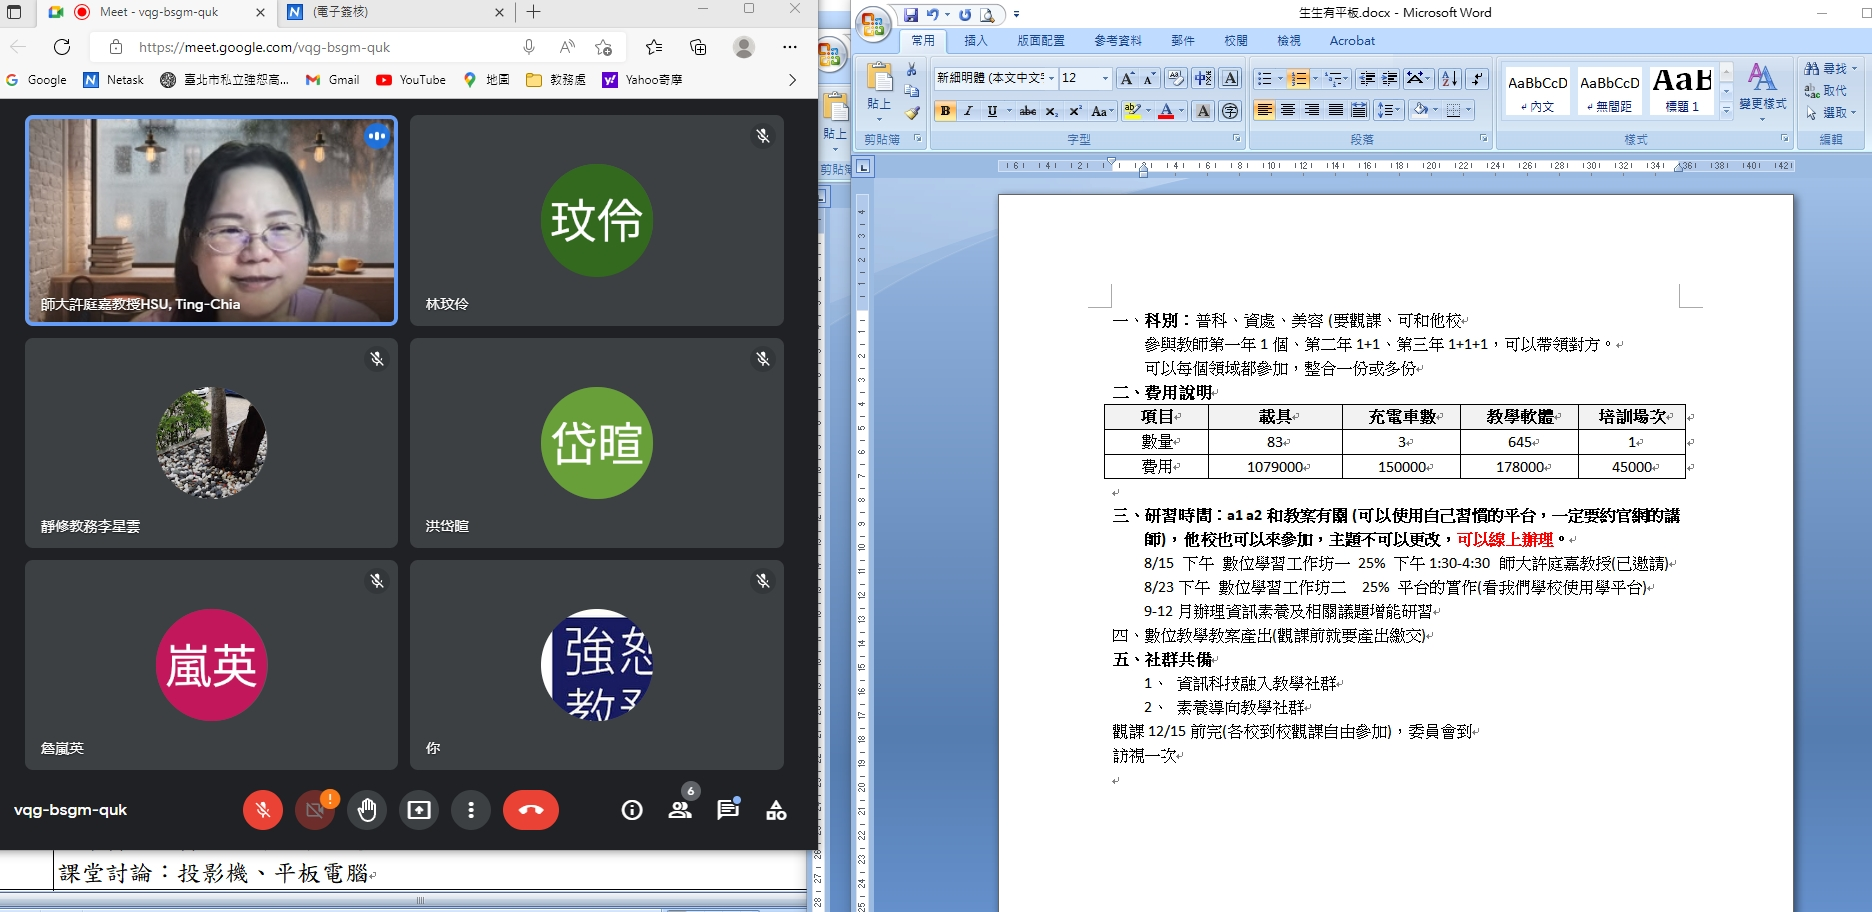 Meet - vqg-bsgm-quk
(電子簽核)
https://meet.google.com/vqg-bsgm-quk
Google
Netask
臺北市私立強恕高...
Gmail
YouTube
地圖
教務處
Yahoo奇摩
師大許庭嘉教授HSU, Ting-Chia
玟伶
林玟伶
靜修教務李星雲
岱暄
洪岱暄
嵐英
詹嵐英
強恕
你
vqg-bsgm-quk
6
課堂討論：投影機、平板電腦
生生有平板.docx - Microsoft Word
常用
插入
版面配置
參考資料
郵件
校閱
檢視
Acrobat
貼上
剪貼簿
新細明體 (本文中文
12
字型
段落
AaBbCcD
內文
AaBbCcD
無間距
AaB
標題 1
變更樣式
樣式
尋找
取代
選取
編輯
一、科別：普科、資處、美容 (要觀課、可和他校
參與教師第一年 1 個、第二年 1+1、第三年 1+1+1，可以帶領對方。
可以每個領域都參加，整合一份或多份
二、費用說明
項目 載具 充電車數 教學軟體 培訓場次
數量 83 3 645 1
費用 1079000 150000 178000 45000
三、研習時間：a1 a2 和教案有關 (可以使用自己習慣的平台，一定要約官網的講
師)，他校也可以來參加，主題不可以更改，可以線上辦理。
8/15 下午 數位學習工作坊一 25% 下午 1:30-4:30 師大許庭嘉教授(已邀請)
8/23 下午 數位學習工作坊二 25% 平台的實作(看我們學校使用學平台)
9-12 月辦理資訊素養及相關議題增能研習
四、數位教學教案產出(觀課前就要產出繳交)
五、社群共備
1、 資訊科技融入教學社群
2、 素養導向教學社群
觀課 12/15 前完(各校到校觀課自由參加)，委員會到
訪視一次